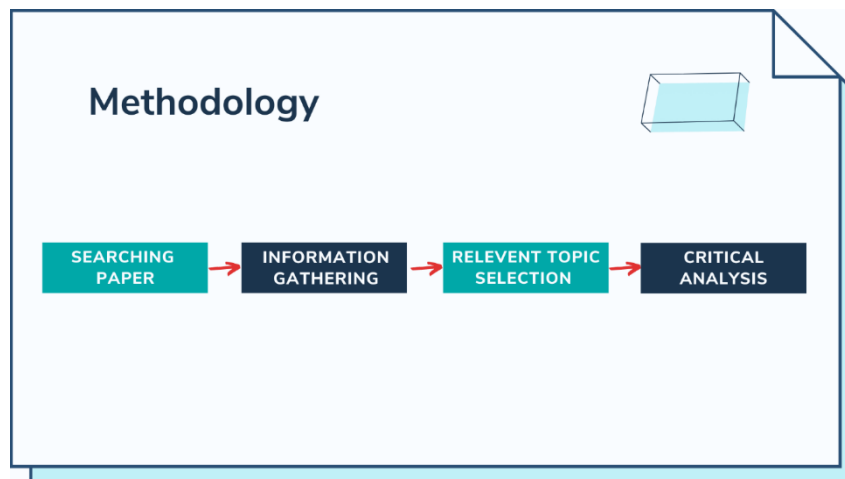 Methodology
SEARCHING
PAPER
INFORMATION
GATHERING
RELEVENT TOPIC
SELECTION
CRITICAL
ANALYSIS